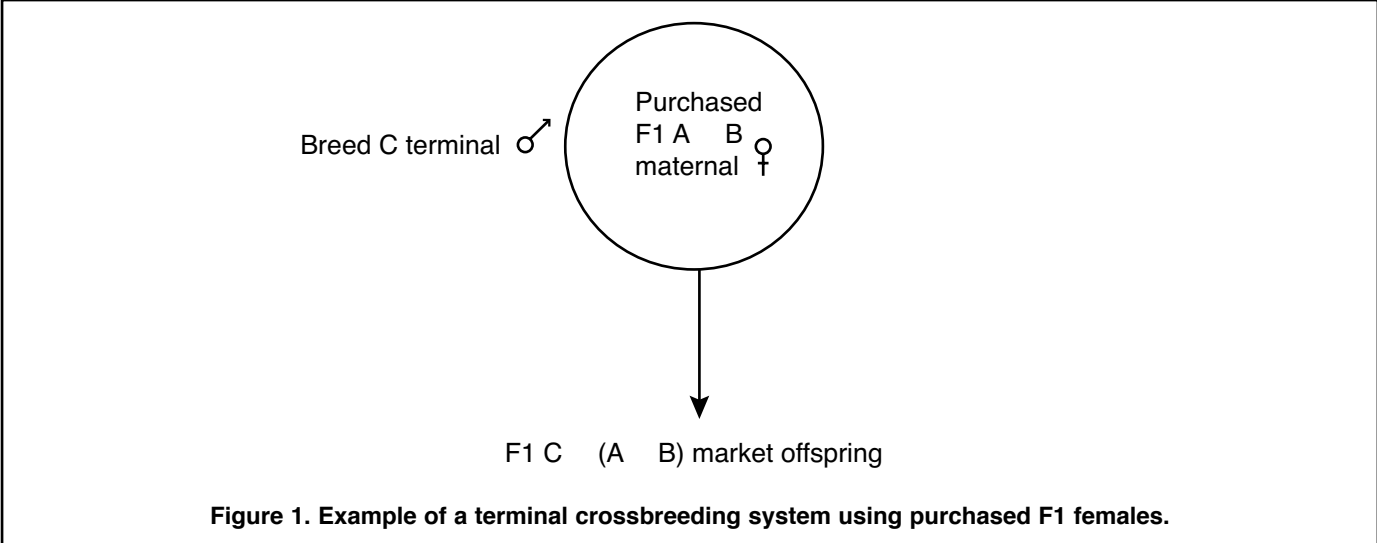 Breed C terminal ♂
Purchased
F1 A B
maternal ♀
F1 C (A B) market offspring
Figure 1. Example of a terminal crossbreeding system using purchased F1 females.